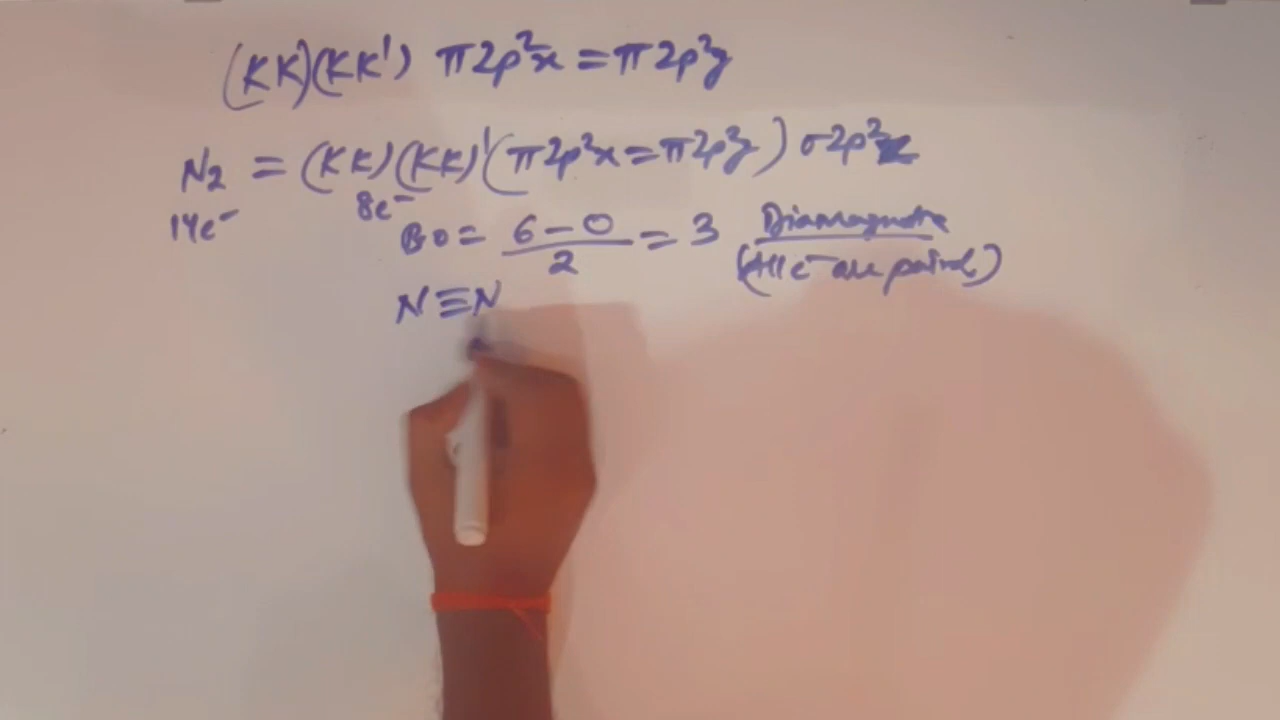 (KK)(KK') π2p²x = π2p²y
N₂ = (KK)(KK)'(π2p²x = π2p²y) σ2p²z
14e⁻ 8e⁻
BO = 6 - 0 / 2 = 3 Diamagnetic
(All e⁻ are paired)
N ≡ N